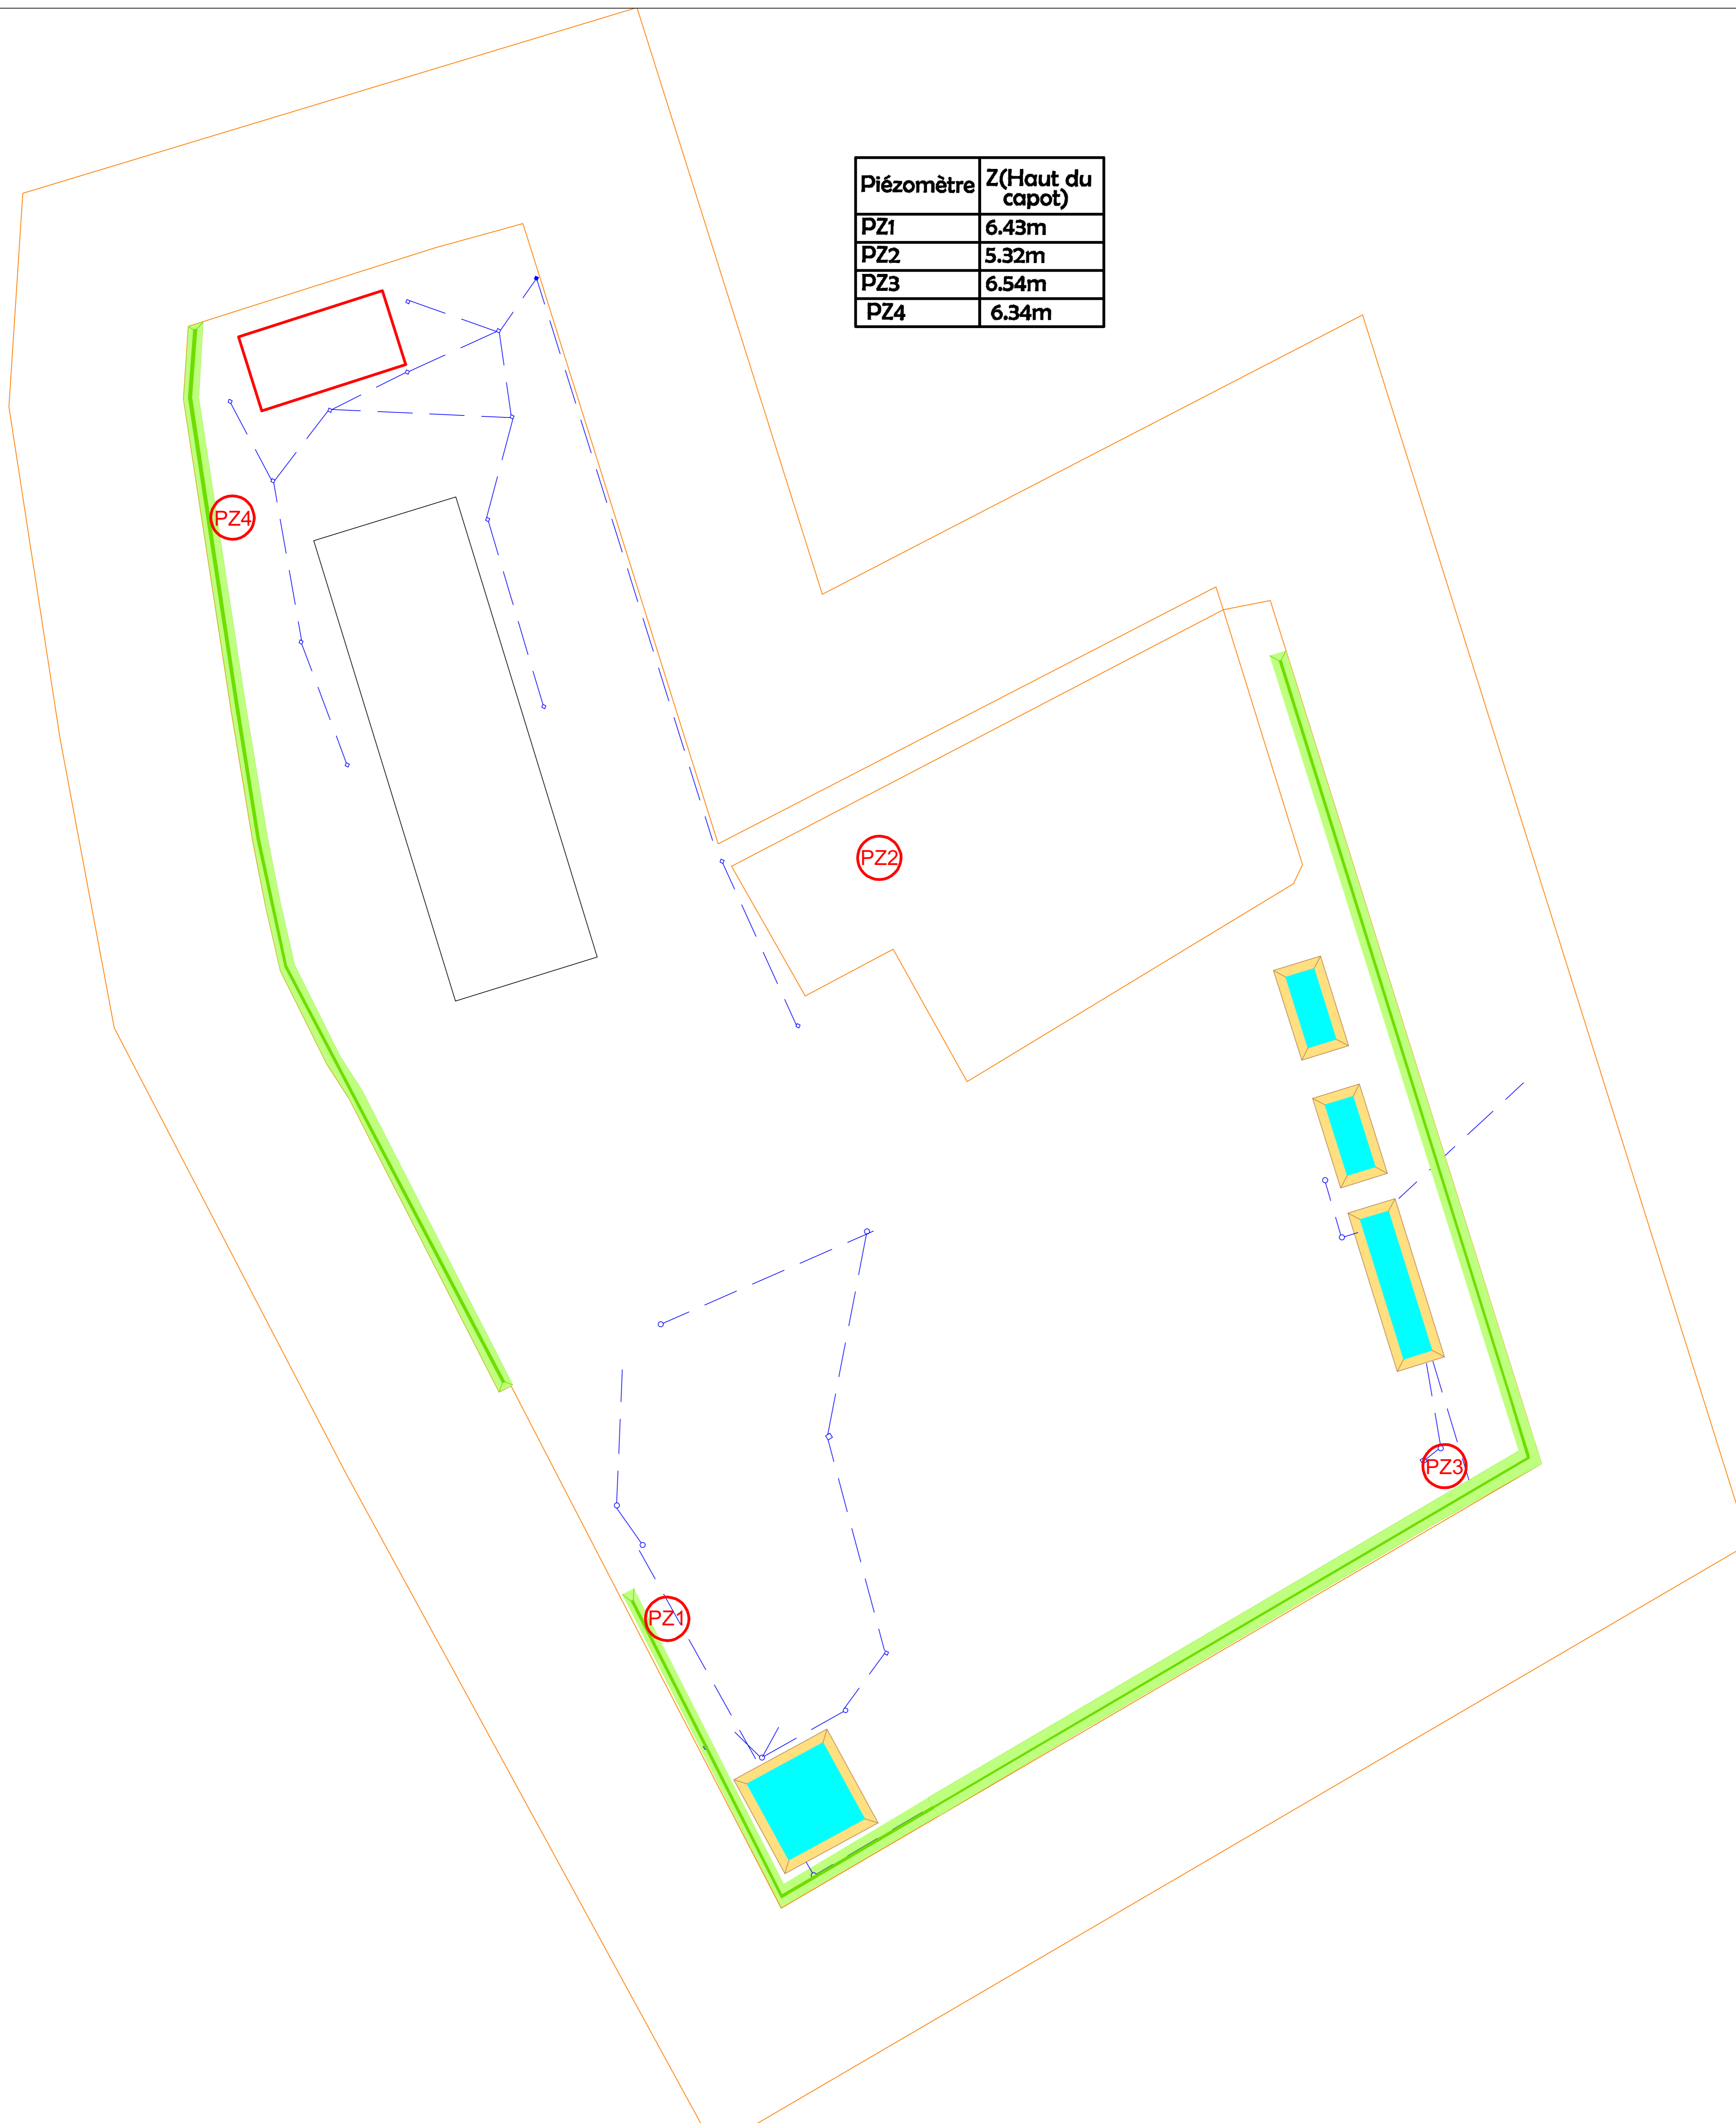 Piézomètre Z(Haut du
capot)
PZ1 6.43m
PZ2 5.32m
PZ3 6.54m
PZ4 6.34m
PZ4
PZ2
PZ3
PZ1